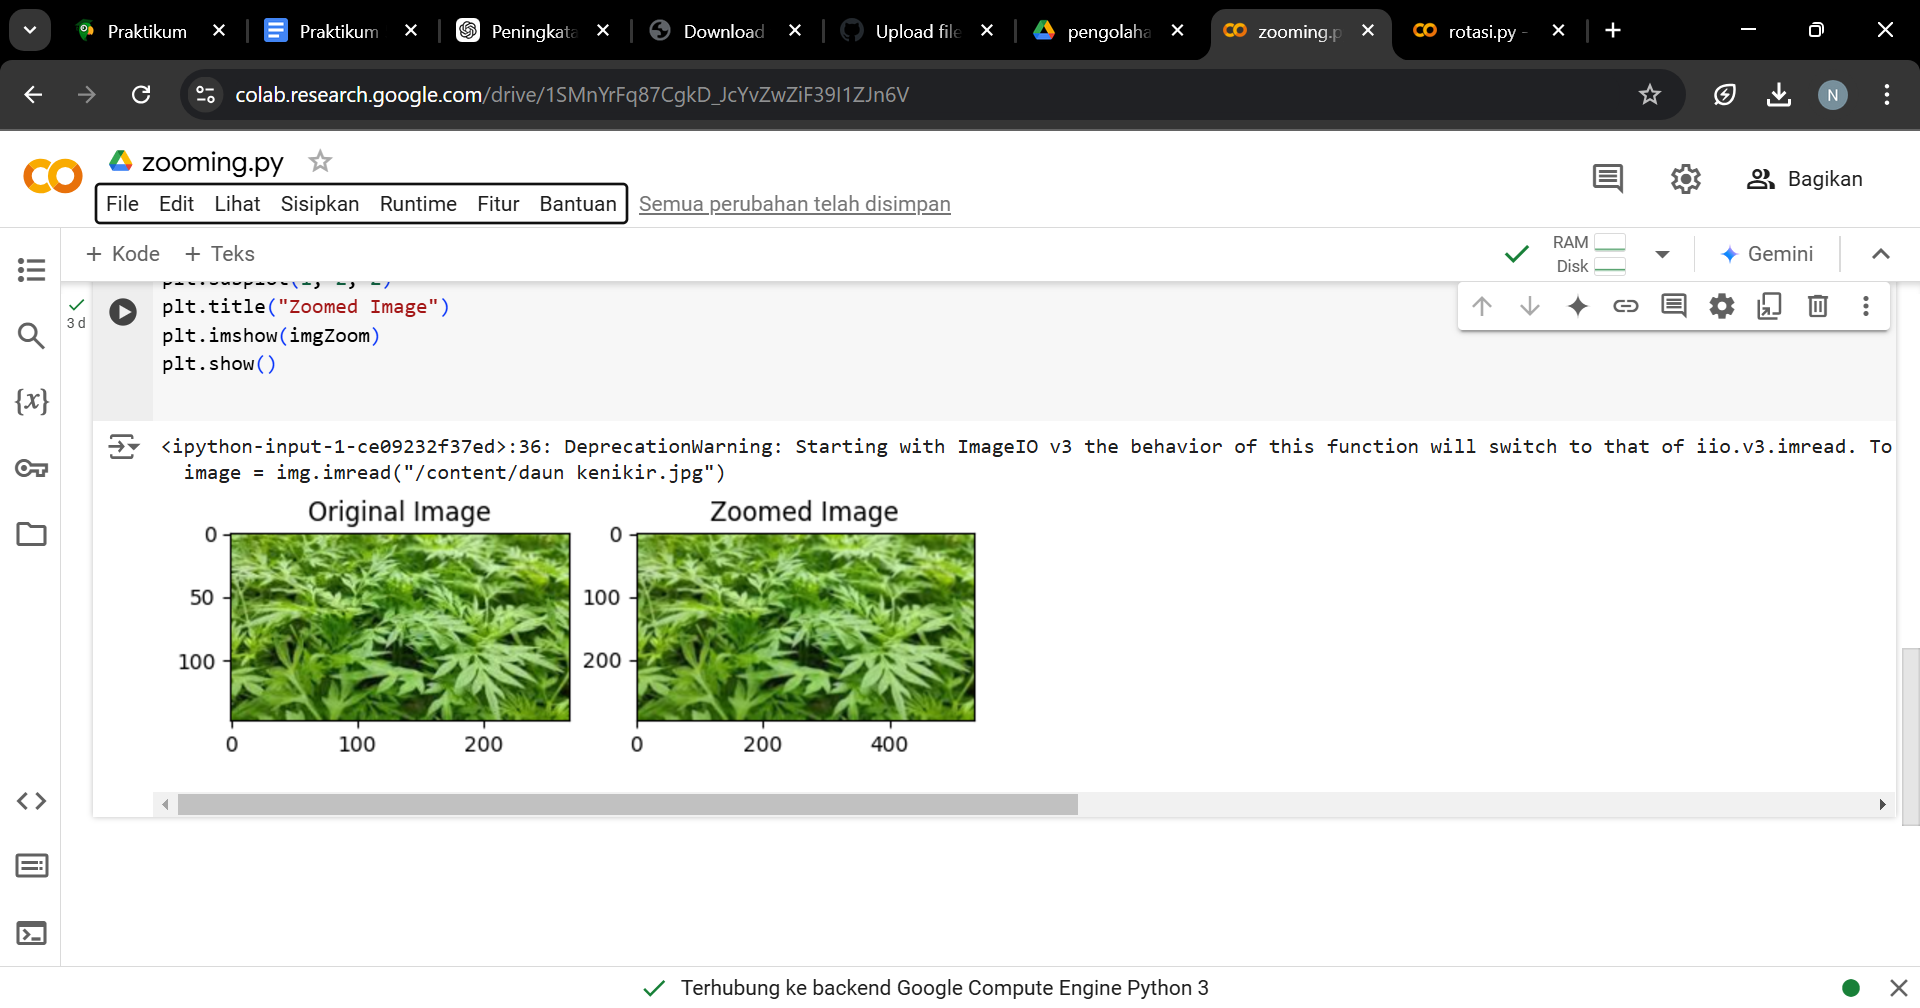 Praktikum
Praktikum
Peningkata
Download
Upload file
pengolaha
zooming.p
rotasi.py -
colab.research.google.com/drive/1SMnYrFq87CgkD_JcYvZwZiF39I1ZJn6V
N
zooming.py
File Edit Lihat Sisipkan Runtime Fitur Bantuan Semua perubahan telah disimpan
Bagikan
+ Kode + Teks
RAM
Disk
Gemini
plt.subplot(1, 2, 2)
plt.title("Zoomed Image")
plt.imshow(imgZoom)
plt.show()
3 d
{x}
<ipython-input-1-ce09232f37ed>:36: DeprecationWarning: Starting with ImageIO v3 the behavior of this function will switch to that of iio.v3.imread. To
image = img.imread("/content/daun kenikir.jpg")
Original Image
0
50
100
0 100 200
Zoomed Image
0
100
200
0 200 400
Terhubung ke backend Google Compute Engine Python 3